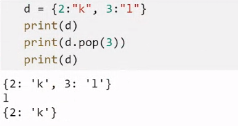 d = {2:"k", 3:"l"}
print(d)
print(d.pop(3))
print(d)
{2: 'k', 3: 'l'}
l
{2: 'k'}